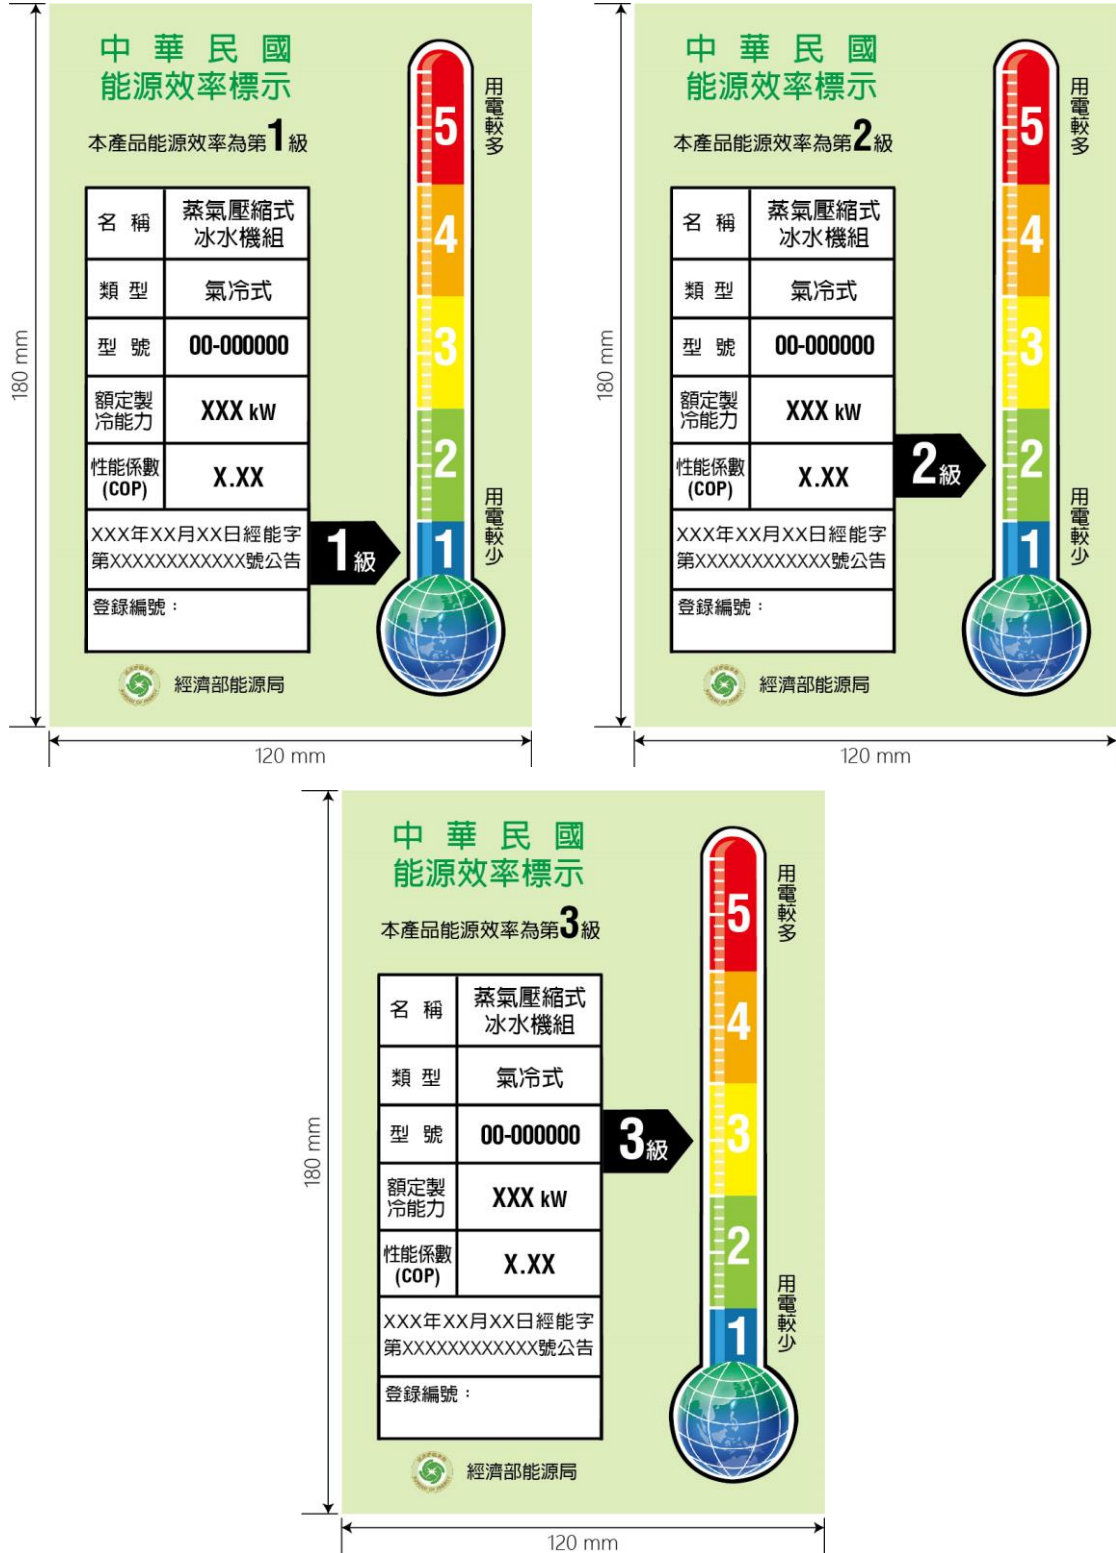 中華民國
能源效率標示
本產品能源效率為第1級
名稱
蒸氣壓縮式
冰水機組
類型
氣冷式
型號
00-000000
額定製
冷能力
XXX kW
性能係數
(COP)
X.XX
XXX年XX月XX日經能字
第XXXXXXXXXXXX號公告
登錄編號：
經濟部能源局
1級
用電較多
5
4
3
2
1
用電較少
180 mm
120 mm
中華民國
能源效率標示
本產品能源效率為第2級
名稱
蒸氣壓縮式
冰水機組
類型
氣冷式
型號
00-000000
額定製
冷能力
XXX kW
性能係數
(COP)
X.XX
XXX年XX月XX日經能字
第XXXXXXXXXXXX號公告
登錄編號：
經濟部能源局
2級
用電較多
5
4
3
2
1
用電較少
180 mm
120 mm
中華民國
能源效率標示
本產品能源效率為第3級
名稱
蒸氣壓縮式
冰水機組
類型
氣冷式
型號
00-000000
額定製
冷能力
XXX kW
性能係數
(COP)
X.XX
XXX年XX月XX日經能字
第XXXXXXXXXXXX號公告
登錄編號：
經濟部能源局
3級
用電較多
5
4
3
2
1
用電較少
180 mm
120 mm